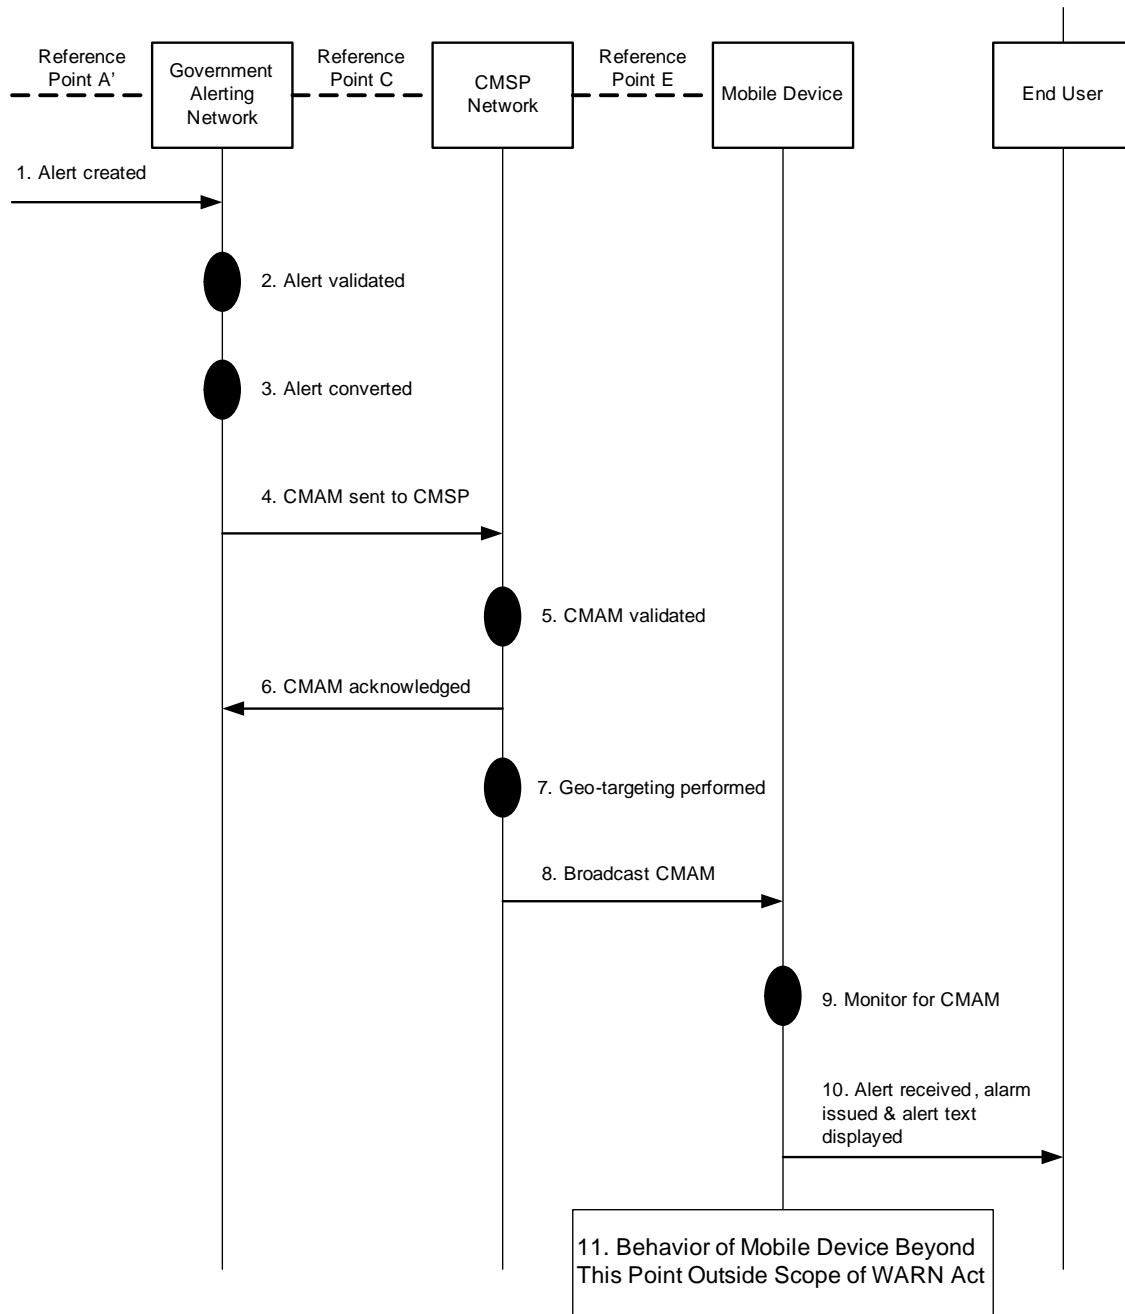 Reference
Point A’
Government
Alerting
Network
Reference
Point C
CMSP
Network
Reference
Point E
Mobile Device
End User
1. Alert created
2. Alert validated
3. Alert converted
4. CMAM sent to CMSP
5. CMAM validated
6. CMAM acknowledged
7. Geo-targeting performed
8. Broadcast CMAM
9. Monitor for CMAM
10. Alert received, alarm
issued & alert text
displayed
11. Behavior of Mobile Device Beyond
This Point Outside Scope of WARN Act